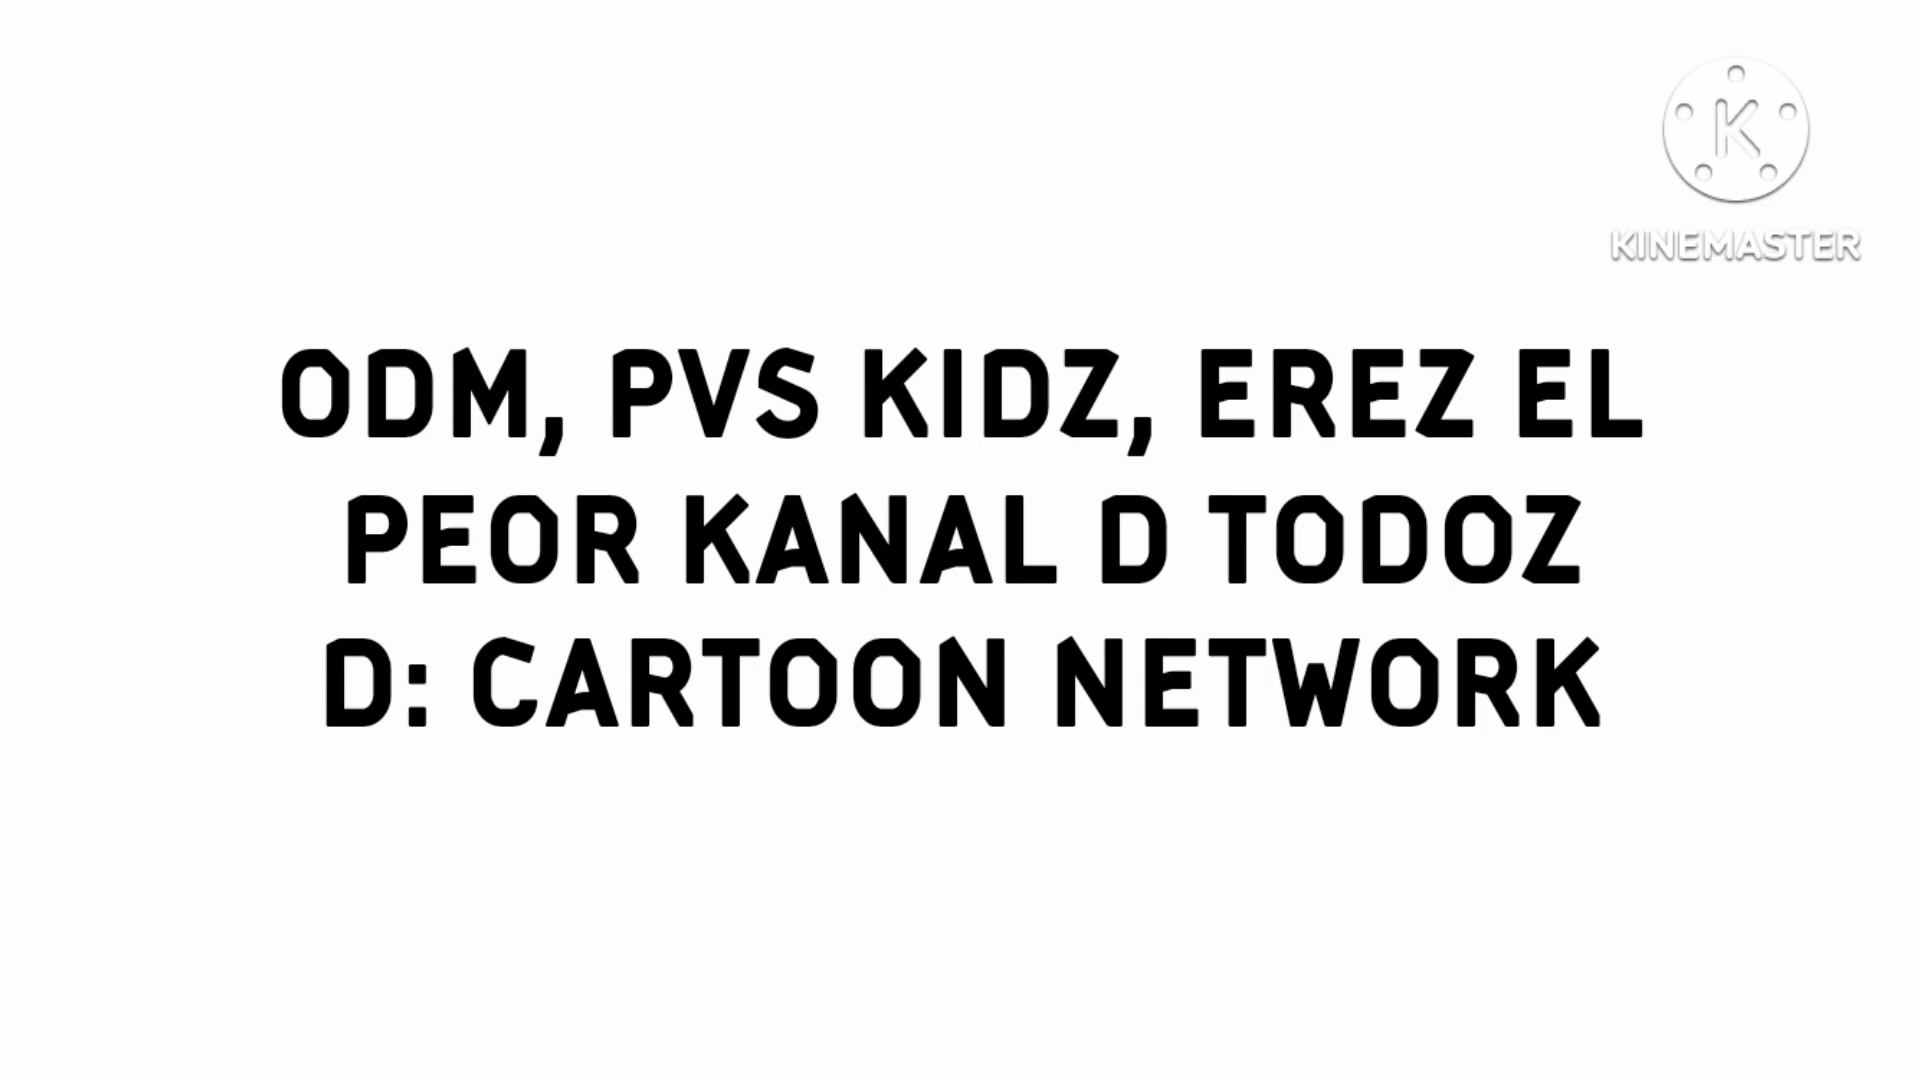 K
KINEMASTER
ODM, PVS KIDZ, EREZ EL
PEOR KANAL D TODOZ
D: CARTOON NETWORK